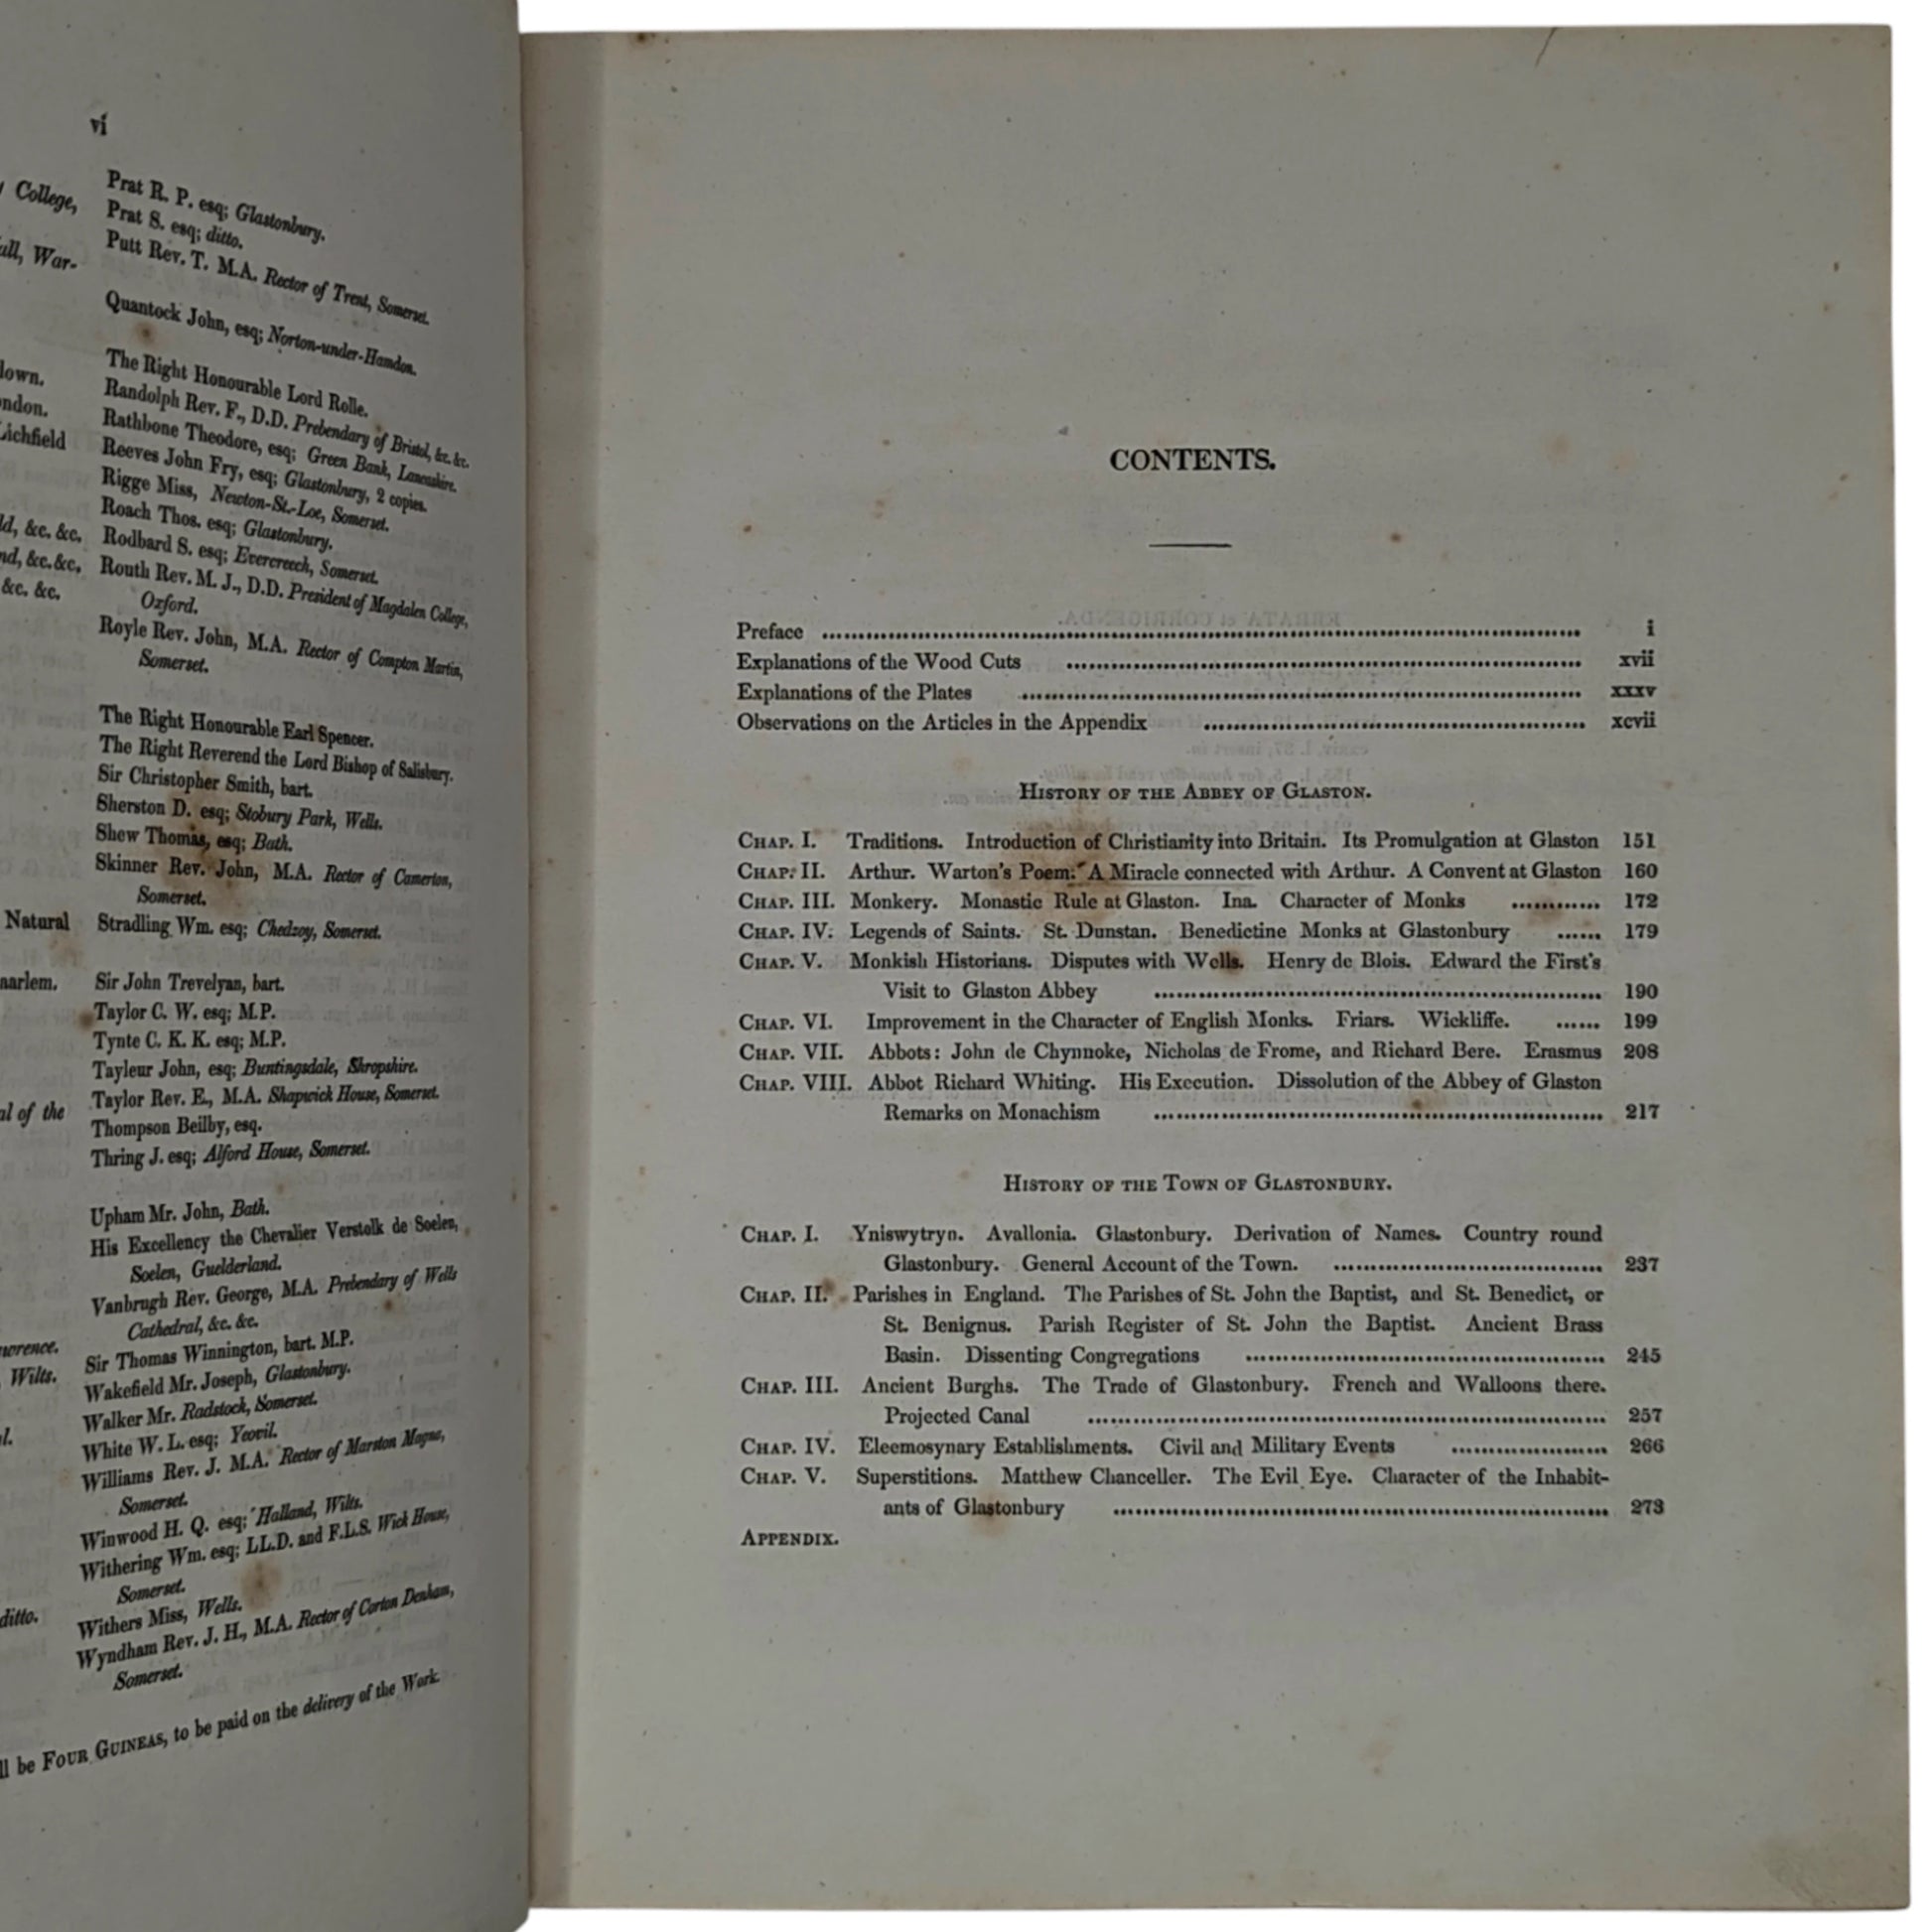 vi
College,
War-
Prat R. P. esq; Glastonbury.
Prat S. esq; ditto.
Putt Rev. T. M.A. Rector of Trent, Somerset.
Quantock John, esq; Norton-under-Hamdon.
The Right Honourable Lord Rolle.
Randolph Rev. F., D.D. Prebendary of Bristol, &c. &c.
Rathbone Theodore, esq; Green Bank, Lancashire.
Reeves John Fry, esq; Glastonbury, 2 copies.
Rigge Miss, Newton-St.-Loe, Somerset.
Roach Thos. esq; Glastonbury.
Rodbard S. esq; Evercreech, Somerset.
Routh Rev. M. J., D.D. President of Magdalen College,
Oxford.
Royle Rev. John, M.A. Rector of Compton Martin,
Somerset.
Lichfield
&c. &c.
&c. &c.
&c. &c.
The Right Honourable Earl Spencer.
The Right Reverend the Lord Bishop of Salisbury.
Sir Christopher Smith, bart.
Sherston D. esq; Stobury Park, Wells.
Shew Thomas, esq; Bath.
Skinner Rev. John, M.A. Rector of Camerton,
Somerset.
Stradling Wm. esq; Chedzoy, Somerset.
Natural
Sir John Trevelyan, bart.
Taylor C. W. esq; M.P.
Tynte C. K. K. esq; M.P.
Tayleur John, esq; Buntingsdale, Shropshire.
Taylor Rev. E., M.A. Shapwick House, Somerset.
Thompson Beilby, esq.
Thring J. esq; Alford House, Somerset.
of the
Upham Mr. John, Bath.
His Excellency the Chevalier Verstolk de Soelen,
Soelen, Guelderland.
Vanbrugh Rev. George, M.A. Prebendary of Wells
Cathedral, &c. &c.
Sir Thomas Winnington, bart. M.P.
Wakefield Mr. Joseph, Glastonbury.
Walker Mr. Radstock, Somerset.
White W. L. esq; Yeovil.
Williams Rev. J. M.A. Rector of Marston Magna,
Somerset.
Winwood H. Q. esq; Halland, Wilts.
Withering Wm. esq; LL.D. and F.L.S. Wick House,
Somerset.
Withers Miss, Wells.
Wyndham Rev. J. H., M.A. Rector of Corton Denham,
Somerset.
Wilts.
ditto.
be FOUR GUINEAS, to be paid on the delivery of the Work.
CONTENTS.
Preface i
Explanations of the Wood Cuts xvii
Explanations of the Plates xxxv
Observations on the Articles in the Appendix xcvii
HISTORY OF THE ABBEY OF GLASTON.
CHAP. I. Traditions. Introduction of Christianity into Britain. Its Promulgation at Glaston 151
CHAP. II. Arthur. Warton's Poem. A Miracle connected with Arthur. A Convent at Glaston 160
CHAP. III. Monkery. Monastic Rule at Glaston. Ina. Character of Monks 172
CHAP. IV. Legends of Saints. St. Dunstan. Benedictine Monks at Glastonbury 179
CHAP. V. Monkish Historians. Disputes with Wells. Henry de Blois. Edward the First's
Visit to Glaston Abbey 190
CHAP. VI. Improvement in the Character of English Monks. Friars. Wickliffe. 199
CHAP. VII. Abbots: John de Chynnoke, Nicholas de Frome, and Richard Bere. Erasmus 208
CHAP. VIII. Abbot Richard Whiting. His Execution. Dissolution of the Abbey of Glaston
Remarks on Monachism 217
HISTORY OF THE TOWN OF GLASTONBURY.
CHAP. I. Yniswytryn. Avallonia. Glastonbury. Derivation of Names. Country round
Glastonbury. General Account of the Town. 237
CHAP. II. Parishes in England. The Parishes of St. John the Baptist, and St. Benedict, or
St. Benignus. Parish Register of St. John the Baptist. Ancient Brass
Basin. Dissenting Congregations 245
CHAP. III. Ancient Burghs. The Trade of Glastonbury. French and Walloons there.
Projected Canal 257
CHAP. IV. Eleemosynary Establishments. Civil and Military Events 266
CHAP. V. Superstitions. Matthew Chanceller. The Evil Eye. Character of the Inhabit-
ants of Glastonbury 273
APPENDIX.